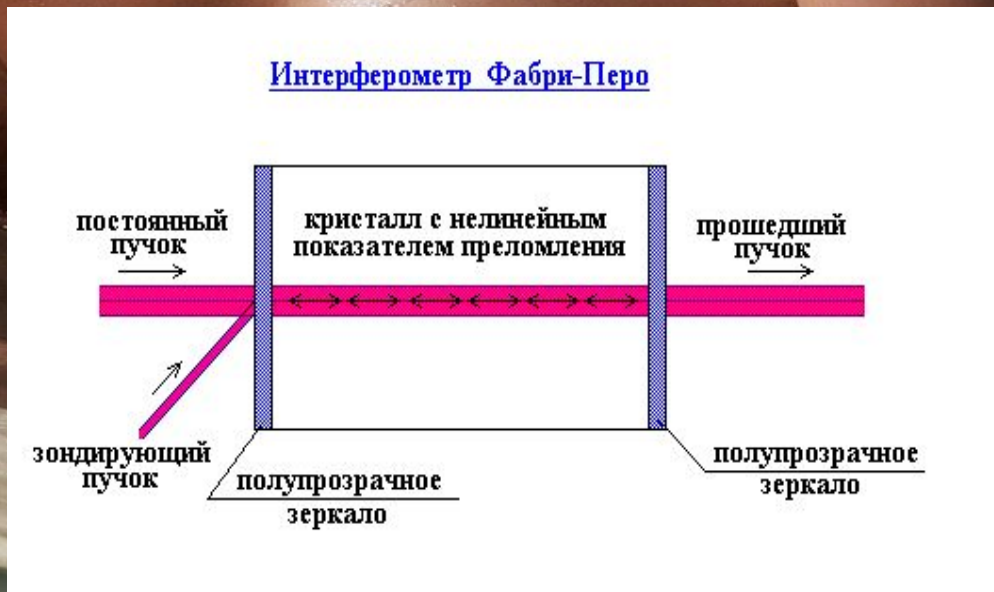 Интерферометр Фабри-Перо
постоянный
пучок
кристалл с нелинейным
показателем преломления
прошедший
пучок
зондирующий
пучок
полупрозрачное
зеркало
полупрозрачное
зеркало